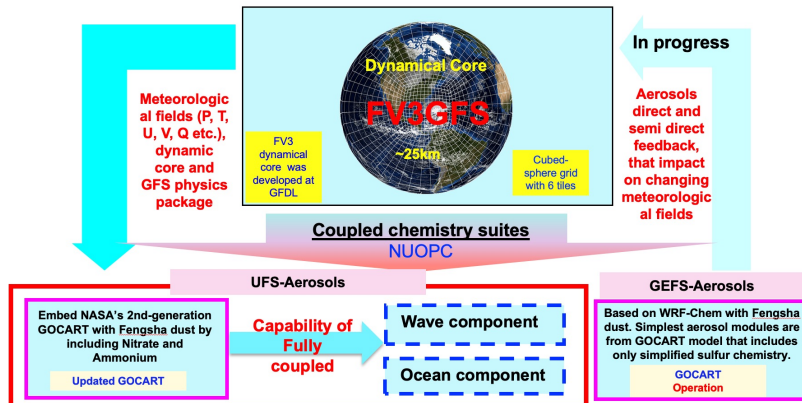 Dynamical Core
FV3GFS
~25km
FV3
dynamical
core was
developed at
GFDL
Cubed-
sphere grid
with 6 tiles
Meteorologic
al fields (P, T,
U, V, Q etc.),
dynamic
core and
GFS physics
package
In progress
Aerosols
direct and
semi direct
feedback,
that impact
on changing
meteorologic
al fields
Coupled chemistry suites
NUOPC
UFS-Aerosols
GEFS-Aerosols
Embed NASA's 2nd-generation
GOCART with Fengsha dust by
including Nitrate and
Ammonium
Updated GOCART
Capability of
Fully
coupled
Wave component
Ocean component
Based on WRF-Chem with Fengsha
dust. Simplest aerosol modules are
from GOCART model that includes
only simplified sulfur chemistry.
GOCART
Operation